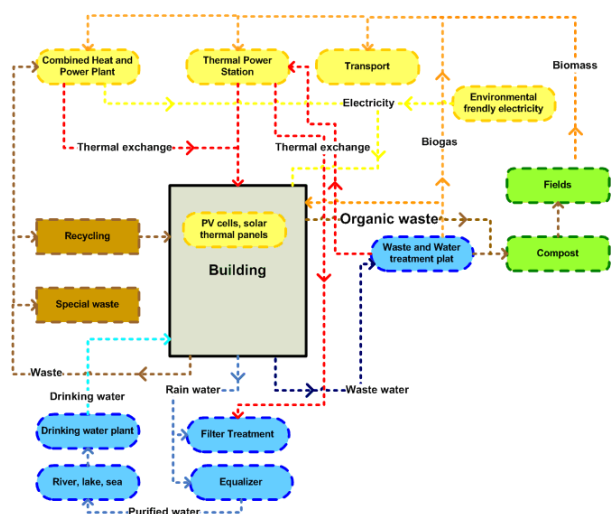 Combined Heat and
Power Plant
Thermal Power
Station
Transport
Biomass
Electricity
Environmental
frendly electricity
Thermal exchange
Thermal exchange
Biogas
Fields
PV cells, solar
thermal panels
Organic waste
Recycling
Building
Waste and Water
treatment plat
Compost
Special waste
Waste
Rain water
Waste water
Drinking water
Drinking water plant
Filter Treatment
River, lake, sea
Equalizer
Purified water